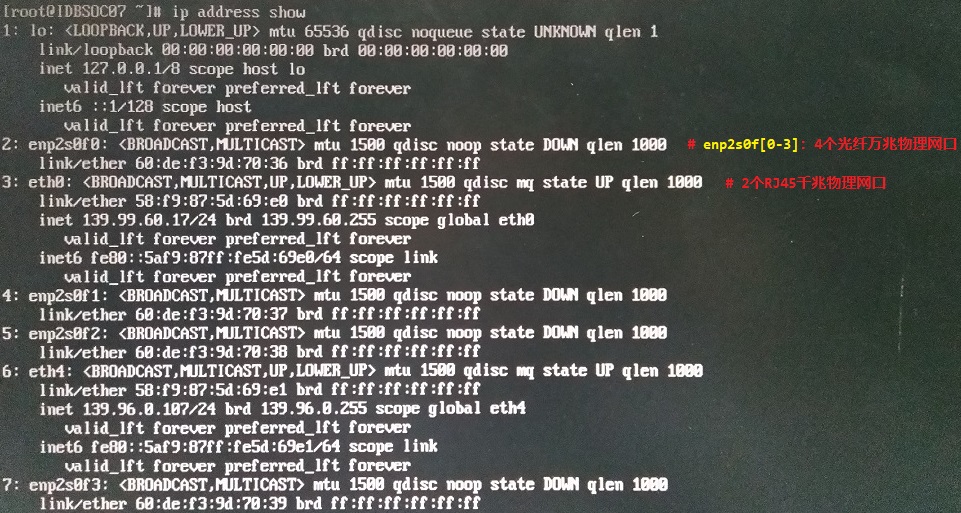 [root@IDBSOC07 ~]# ip address show
1: lo: <LOOPBACK,UP,LOWER_UP> mtu 65536 qdisc noqueue state UNKNOWN qlen 1
link/loopback 00:00:00:00:00:00 brd 00:00:00:00:00:00
inet 127.0.0.1/8 scope host lo
valid_lft forever preferred_lft forever
inet6 ::1/128 scope host
valid_lft forever preferred_lft forever
2: enp2s0f0: <BROADCAST,MULTICAST> mtu 1500 qdisc noop state DOWN qlen 1000 # enp2s0f[0-3]: 4个光纤万兆物理网口
link/ether 60:de:f3:9d:70:36 brd ff:ff:ff:ff:ff:ff
3: eth0: <BROADCAST,MULTICAST,UP,LOWER_UP> mtu 1500 qdisc mq state UP qlen 1000 # 2个RJ45千兆物理网口
link/ether 58:f9:87:5d:69:e0 brd ff:ff:ff:ff:ff:ff
inet 139.99.60.17/24 brd 139.99.60.255 scope global eth0
valid_lft forever preferred_lft forever
inet6 fe80::5af9:87ff:fe5d:69e0/64 scope link
valid_lft forever preferred_lft forever
4: enp2s0f1: <BROADCAST,MULTICAST> mtu 1500 qdisc noop state DOWN qlen 1000
link/ether 60:de:f3:9d:70:37 brd ff:ff:ff:ff:ff:ff
5: enp2s0f2: <BROADCAST,MULTICAST> mtu 1500 qdisc noop state DOWN qlen 1000
link/ether 60:de:f3:9d:70:38 brd ff:ff:ff:ff:ff:ff
6: eth4: <BROADCAST,MULTICAST,UP,LOWER_UP> mtu 1500 qdisc mq state UP qlen 1000
link/ether 58:f9:87:5d:69:e1 brd ff:ff:ff:ff:ff:ff
inet 139.96.0.107/24 brd 139.96.0.255 scope global eth4
valid_lft forever preferred_lft forever
inet6 fe80::5af9:87ff:fe5d:69e1/64 scope link
valid_lft forever preferred_lft forever
7: enp2s0f3: <BROADCAST,MULTICAST> mtu 1500 qdisc noop state DOWN qlen 1000
link/ether 60:de:f3:9d:70:39 brd ff:ff:ff:ff:ff:ff